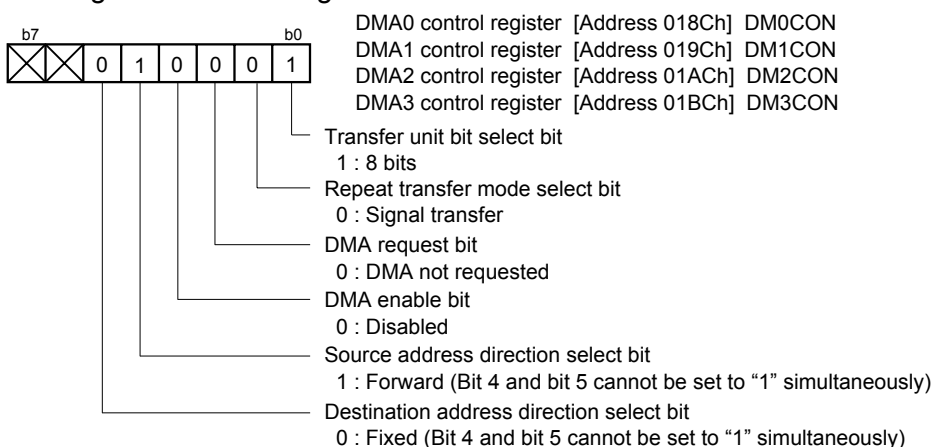 DMA0 control register [Address 018Ch] DM0CON
b7 b0
DMA1 control register [Address 019Ch] DM1CON
0 1 0 0 0 1
DMA2 control register [Address 01ACh] DM2CON
DMA3 control register [Address 01BCh] DM3CON
Transfer unit bit select bit
1 : 8 bits
Repeat transfer mode select bit
0 : Signal transfer
DMA request bit
0 : DMA not requested
DMA enable bit
0 : Disabled
Source address direction select bit
1 : Forward (Bit 4 and bit 5 cannot be set to “1” simultaneously)
Destination address direction select bit
0 : Fixed (Bit 4 and bit 5 cannot be set to “1” simultaneously)